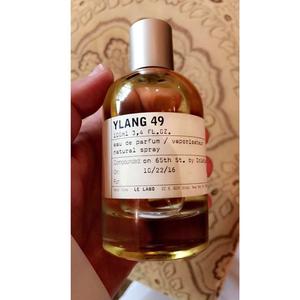 YLANG 49
100ml 3.4 FL.OZ.
eau de parfum / vaporisateur
natural spray
Compounded: on 65th St. by
On: 10/22/16
For:
LE LABO